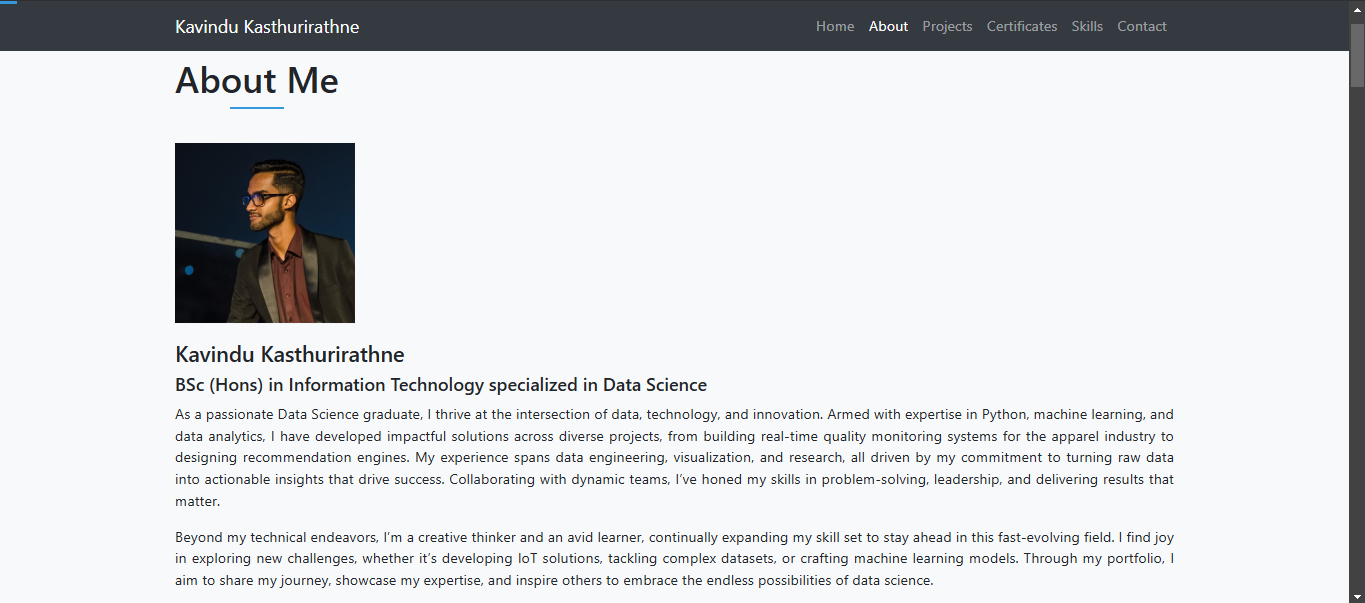 Kavindu Kasthurirathne
Home About Projects Certificates Skills Contact
About Me
Kavindu Kasthurirathne
BSc (Hons) in Information Technology specialized in Data Science
As a passionate Data Science graduate, I thrive at the intersection of data, technology, and innovation. Armed with expertise in Python, machine learning, and
data analytics, I have developed impactful solutions across diverse projects, from building real-time quality monitoring systems for the apparel industry to
designing recommendation engines. My experience spans data engineering, visualization, and research, all driven by my commitment to turning raw data
into actionable insights that drive success. Collaborating with dynamic teams, I’ve honed my skills in problem-solving, leadership, and delivering results that
matter.
Beyond my technical endeavors, I’m a creative thinker and an avid learner, continually expanding my skill set to stay ahead in this fast-evolving field. I find joy
in exploring new challenges, whether it’s developing IoT solutions, tackling complex datasets, or crafting machine learning models. Through my portfolio, I
aim to share my journey, showcase my expertise, and inspire others to embrace the endless possibilities of data science.